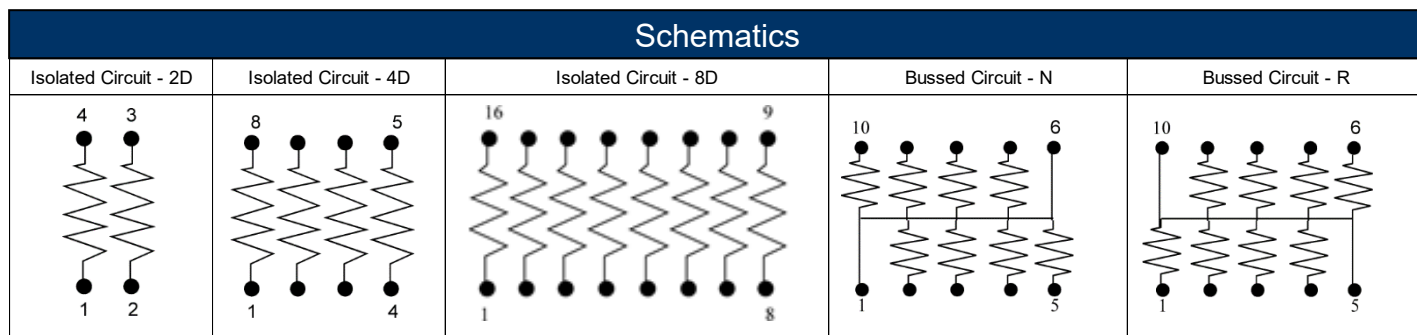 Schematics
Isolated Circuit - 2D
Isolated Circuit - 4D
Isolated Circuit - 8D
Bussed Circuit - N
Bussed Circuit - R
4 3
1 2
8 5
1 4
16 9
1 8
10 6
1 5
10 6
1 5